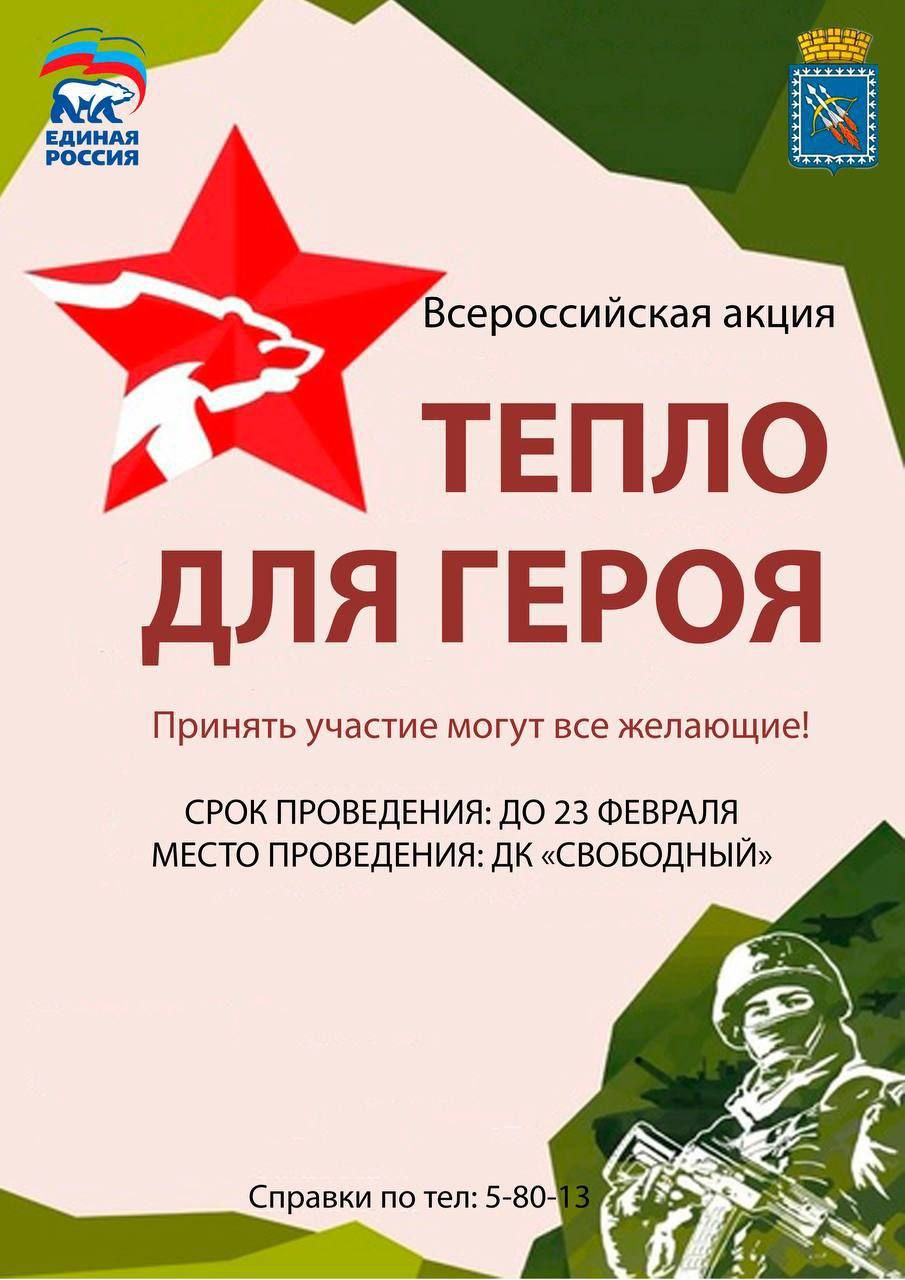 ЕДИНАЯ
РОССИЯ
Всероссийская акция
ТЕПЛО
ДЛЯ ГЕРОЯ
Принять участие могут все желающие!
СРОК ПРОВЕДЕНИЯ: ДО 23 ФЕВРАЛЯ
МЕСТО ПРОВЕДЕНИЯ: ДК «СВОБОДНЫЙ»
Справки по тел: 5-80-13